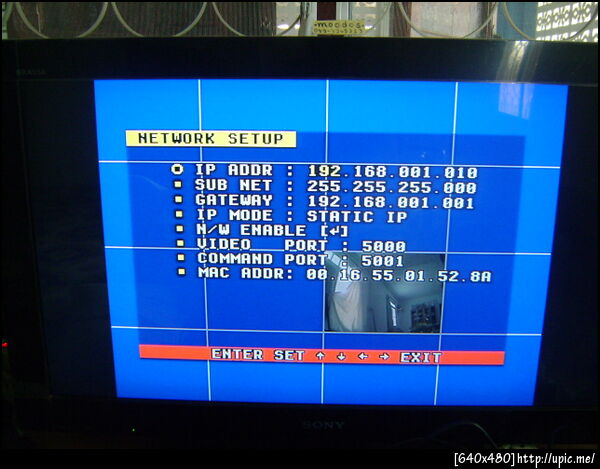 moodos
BRAVIA
NETWORK SETUP
IP ADDR : 192.168.001.010
SUB NET : 255.255.255.000
GATEWAY : 192.168.001.001
IP MODE : STATIC IP
N/W ENABLE [↵]
VIDEO PORT : 5000
COMMAND PORT : 5001
MAC ADDR: 00.16.55.01.52.8A
ENTER SET ↑ ↓ ← → EXIT
SONY
[640x480]http://upic.me/